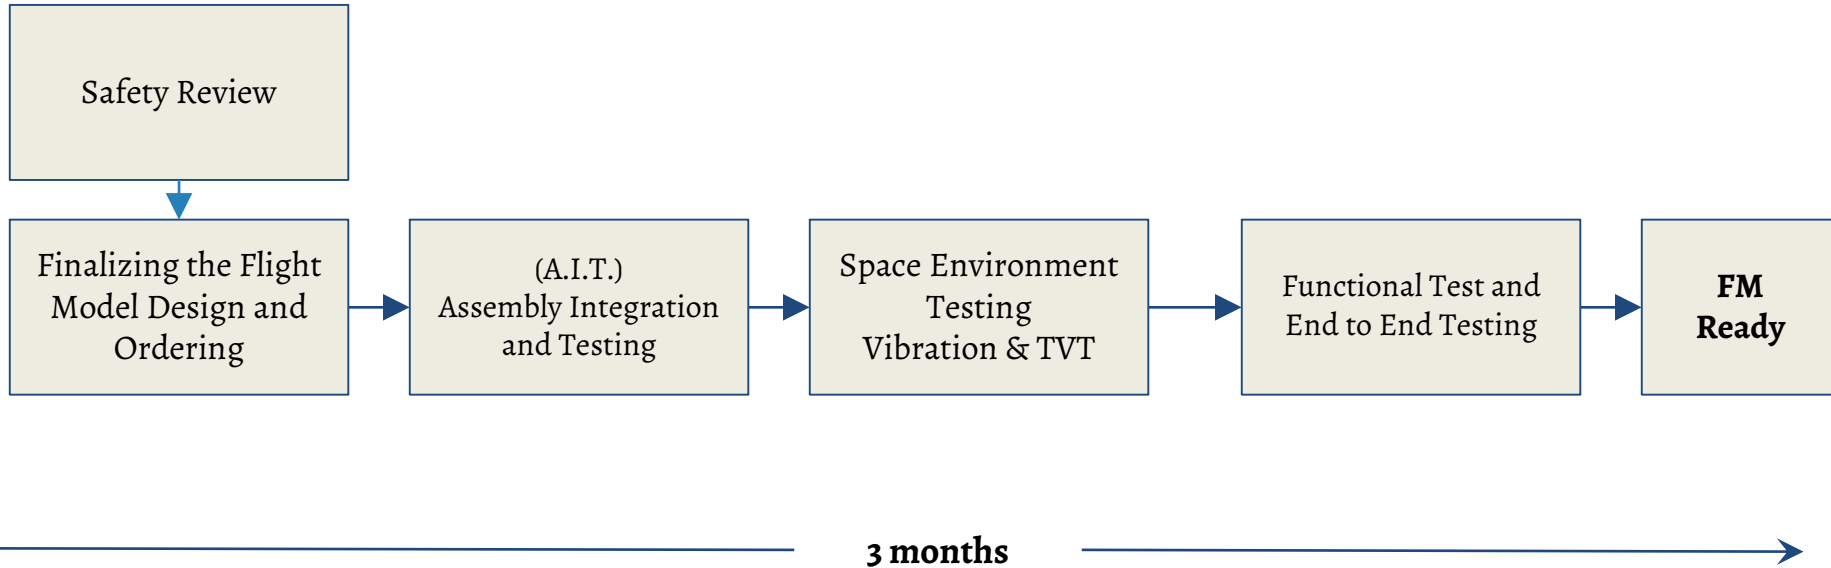 Safety Review
Finalizing the Flight
Model Design and
Ordering
(A.I.T.)
Assembly Integration
and Testing
Space Environment
Testing
Vibration & TVT
Functional Test and
End to End Testing
FM
Ready
3 months